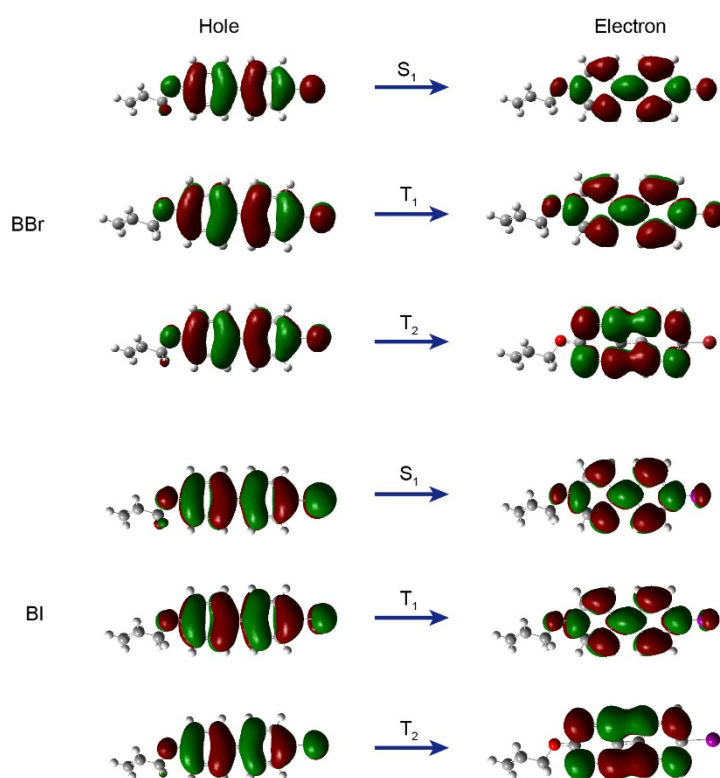 Hole Electron
S₁
T₁
BBr
T₂
S₁
BI
T₁
T₂